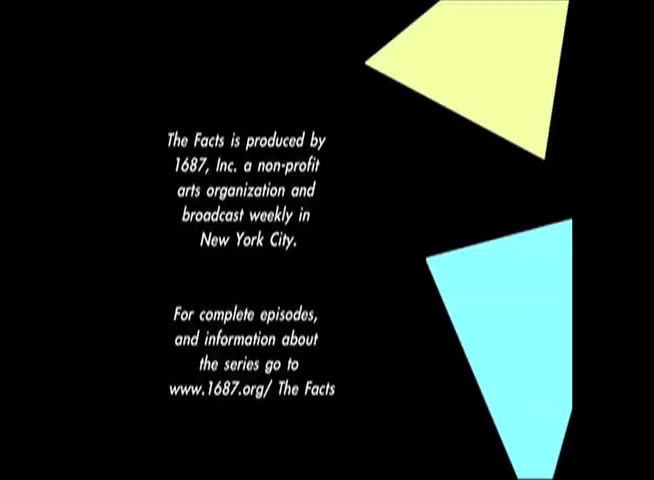 The Facts is produced by
1687, Inc. a non-profit
arts organization and
broadcast weekly in
New York City.
For complete episodes,
and information about
the series go to
www.1687.org/ The Facts